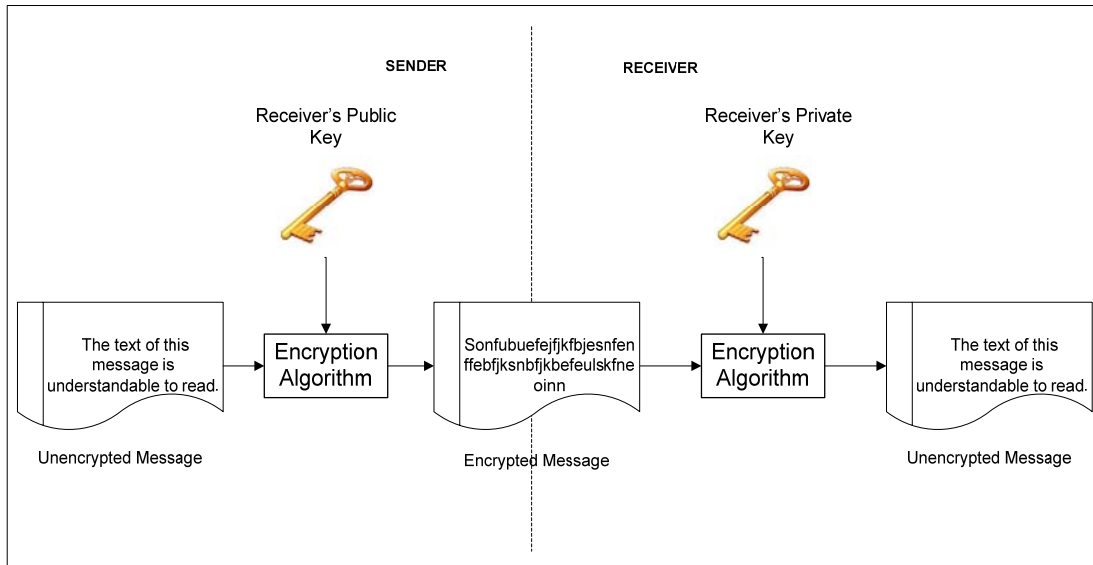 SENDER
RECEIVER
Receiver's Public
Key
Receiver's Private
Key
The text of this
message is
understandable to read.
Encryption
Algorithm
Sonfubuefejfjkfbjesnfen
ffebfjksnbfjkbefeulskfne
oinn
Encryption
Algorithm
The text of this
message is
understandable to read.
Unencrypted Message
Encrypted Message
Unencrypted Message